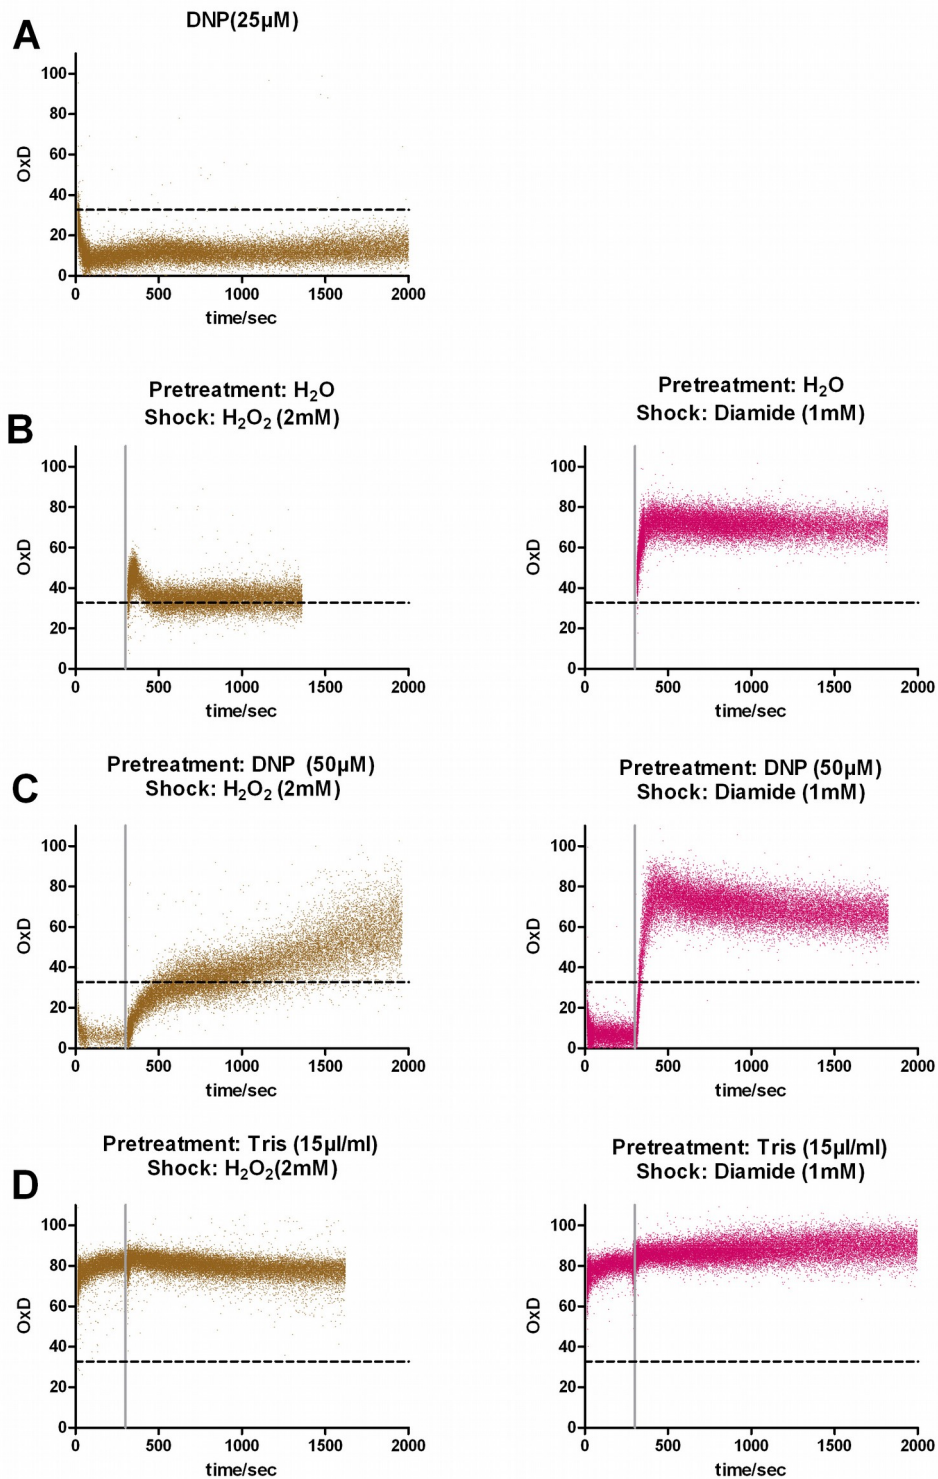 A
DNP(25µM)
100
80
60
40
20
0
OxD
0 500 1000 1500 2000
time/sec
B
Pretreatment: H₂O
Shock: H₂O₂ (2mM)
100
80
60
40
20
0
OxD
0 500 1000 1500 2000
time/sec
Pretreatment: H₂O
Shock: Diamide (1mM)
100
80
60
40
20
0
OxD
0 500 1000 1500 2000
time/sec
C
Pretreatment: DNP (50µM)
Shock: H₂O₂ (2mM)
100
80
60
40
20
0
OxD
0 500 1000 1500 2000
time/sec
Pretreatment: DNP (50µM)
Shock: Diamide (1mM)
100
80
60
40
20
0
OxD
0 500 1000 1500 2000
time/sec
D
Pretreatment: Tris (15µl/ml)
Shock: H₂O₂(2mM)
100
80
60
40
20
0
OxD
0 500 1000 1500 2000
time/sec
Pretreatment: Tris (15µl/ml)
Shock: Diamide (1mM)
100
80
60
40
20
0
OxD
0 500 1000 1500 2000
time/sec